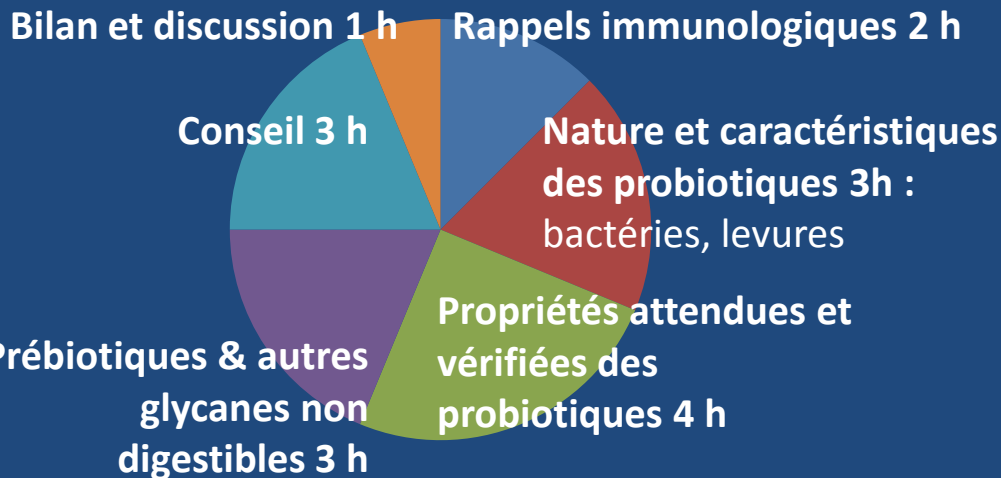 Bilan et discussion 1 h
Rappels immunologiques 2 h
Conseil 3 h
Nature et caractéristiques
des probiotiques 3h :
bactéries, levures
Propriétés attendues et
vérifiées des
probiotiques 4 h
Prébiotiques & autres
glycanes non
digestibles 3 h